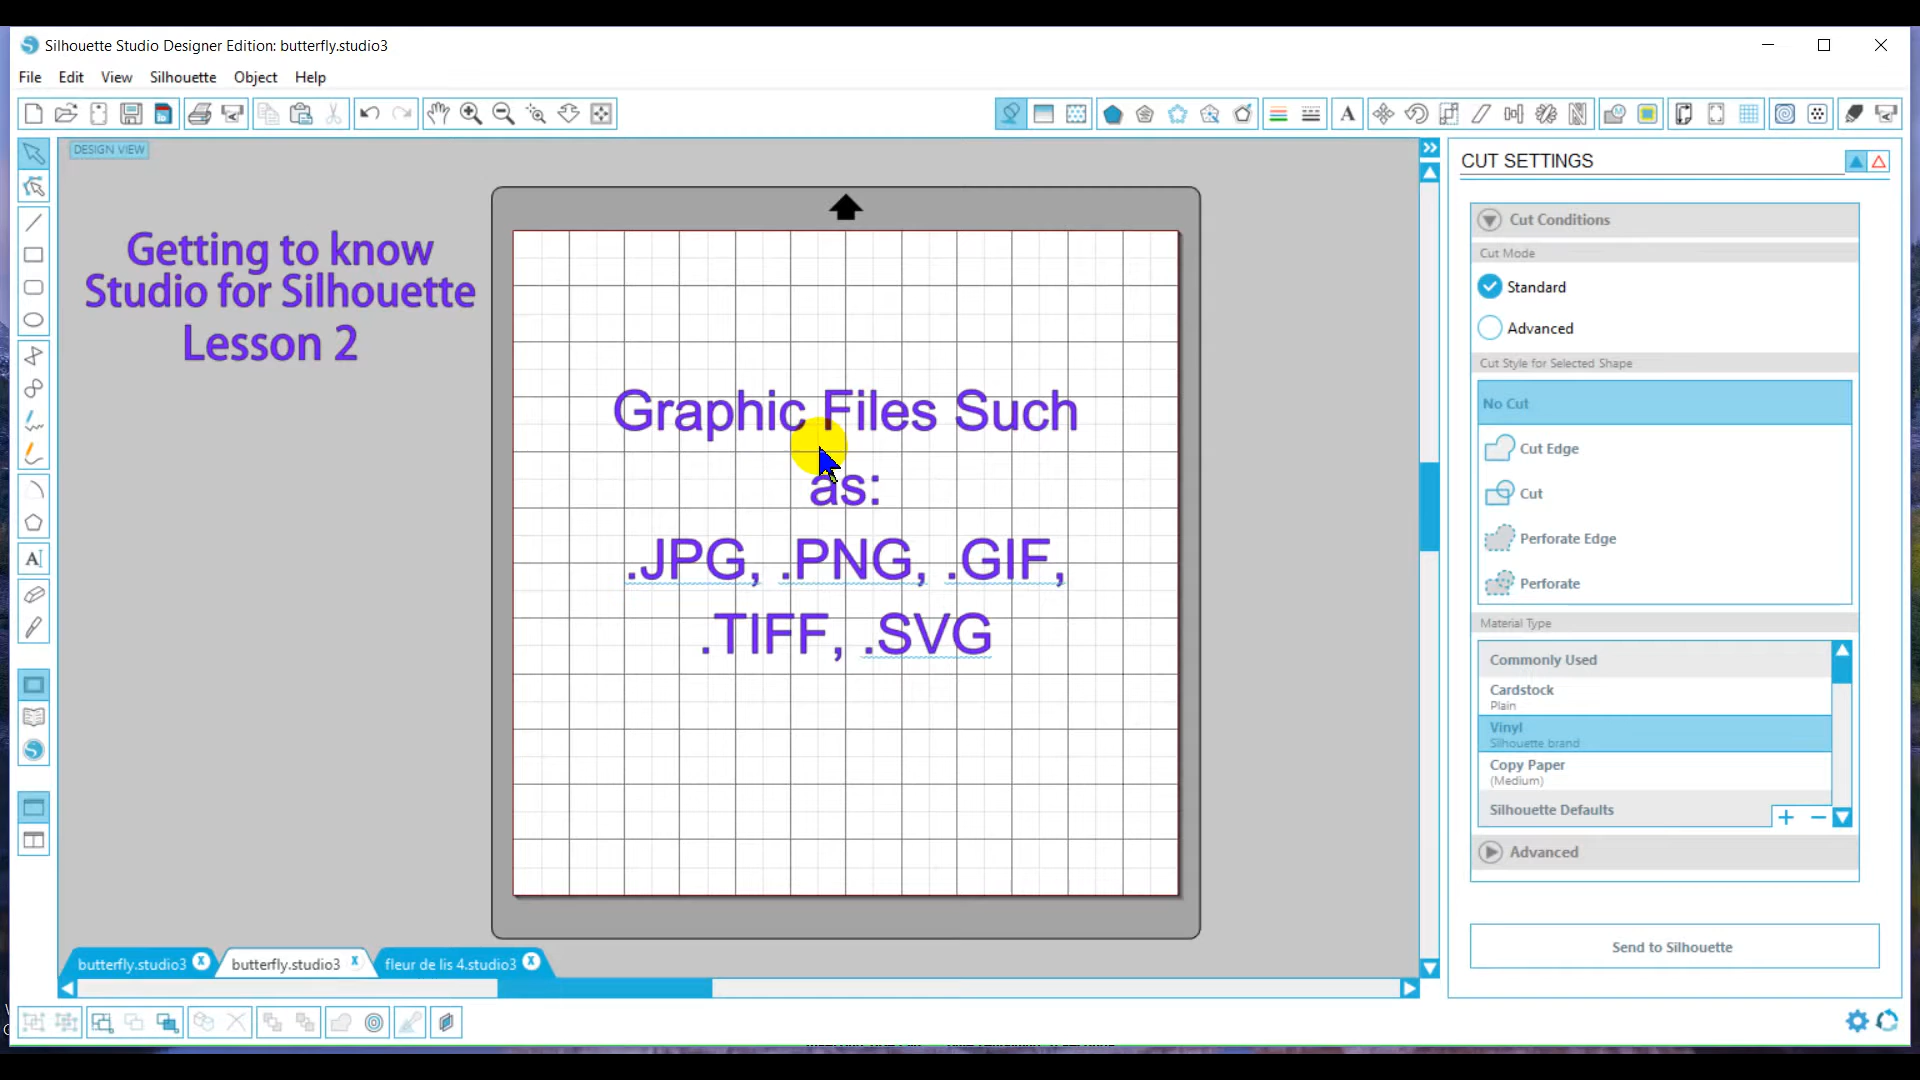 Silhouette Studio Designer Edition: butterfly.studio3
File Edit View Silhouette Object Help
DESIGN VIEW
Getting to know
Studio for Silhouette
Lesson 2
Graphic Files Such
as:
.JPG, .PNG, .GIF,
.TIFF, .SVG
butterfly.studio3 butterfly.studio3 fleur de lis 4.studio3
CUT SETTINGS
Cut Conditions
Cut Mode
Standard
Advanced
Cut Style for Selected Shape
No Cut
Cut Edge
Cut
Perforate Edge
Perforate
Material Type
Commonly Used
Cardstock
Plain
Vinyl
Silhouette brand
Copy Paper
(Medium)
Silhouette Defaults
Advanced
Send to Silhouette